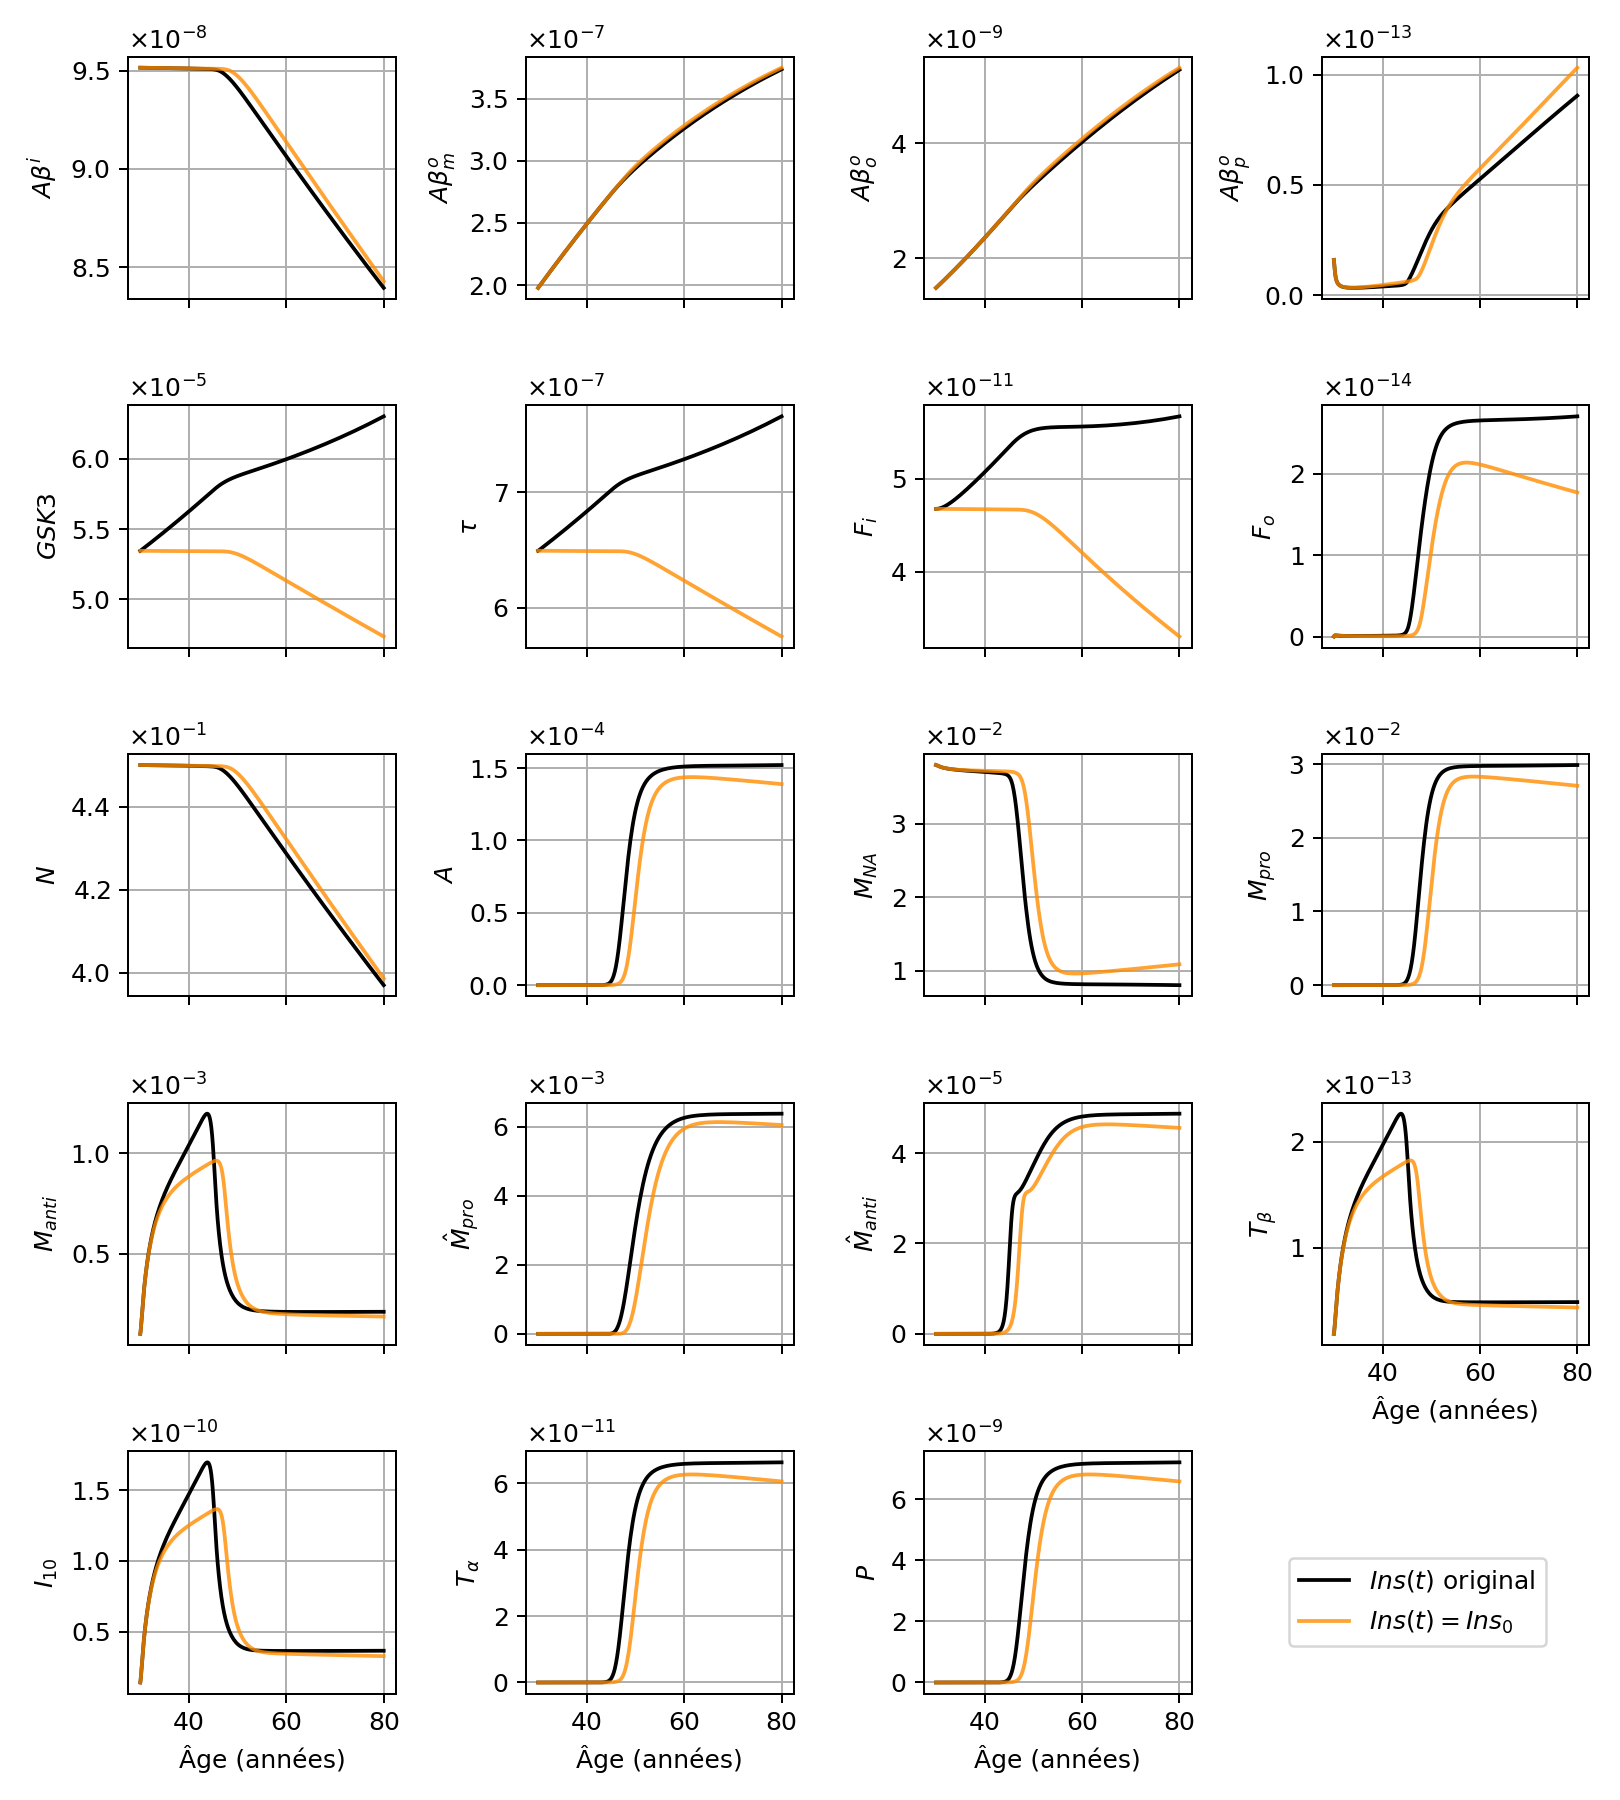 ×10⁻⁸ ×10⁻⁷ ×10⁻⁹ ×10⁻¹³
Aβⁱ 9.5 9.0 8.5
Aβₘᵒ 3.5 3.0 2.5 2.0
Aβₒᵒ 4 2
Aβₚᵒ 1.0 0.5 0.0
×10⁻⁵ ×10⁻⁷ ×10⁻¹¹ ×10⁻¹⁴
GSK3 6.0 5.5 5.0
τ 7 6
Fᵢ 5 4
Fₒ 2 1 0
×10⁻¹ ×10⁻⁴ ×10⁻² ×10⁻²
N 4.4 4.2 4.0
A 1.5 1.0 0.5 0.0
M_NA 3 2 1
M_pro 3 2 1 0
×10⁻³ ×10⁻³ ×10⁻⁵ ×10⁻¹³
M_anti 1.0 0.5
M̂_pro 6 4 2 0
M̂_anti 4 2 0
T_β 2 1
40 60 80
Âge (années)
×10⁻¹⁰ ×10⁻¹¹ ×10⁻⁹
I₁₀ 1.5 1.0 0.5
T_α 6 4 2 0
P 6 4 2 0
40 60 80 40 60 80 40 60 80
Âge (années) Âge (années) Âge (années)
Ins(t) original
Ins(t) = Ins₀